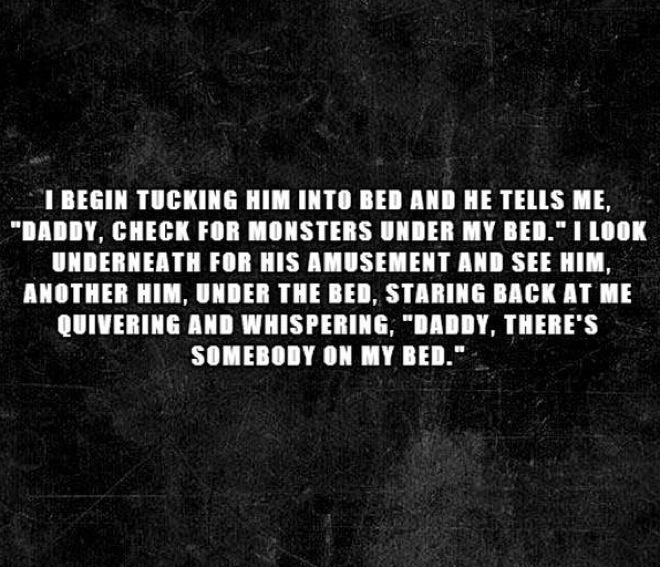 I BEGIN TUCKING HIM INTO BED AND HE TELLS ME,
"DADDY, CHECK FOR MONSTERS UNDER MY BED." I LOOK
UNDERNEATH FOR HIS AMUSEMENT AND SEE HIM,
ANOTHER HIM, UNDER THE BED, STARING BACK AT ME
QUIVERING AND WHISPERING, "DADDY, THERE'S
SOMEBODY ON MY BED."